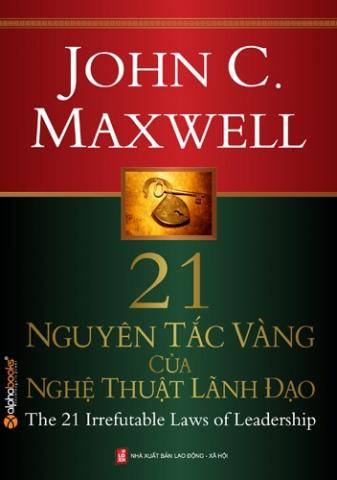 JOHN C.
MAXWELL
21
NGUYÊN TẮC VÀNG
CỦA
NGHỆ THUẬT LÃNH ĐẠO
The 21 Irrefutable Laws of Leadership
alphabooks
NHÀ XUẤT BẢN LAO ĐỘNG - XÃ HỘI